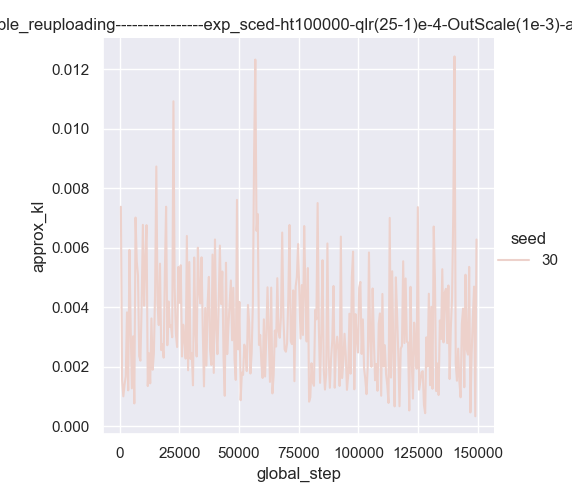 ble_reuploading----------------exp_sced-ht100000-qlr(25-1)e-4-OutScale(1e-3)-a
0.012
0.010
0.008
0.006
0.004
0.002
0.000
approx_kl
0 25000 50000 75000 100000 125000 150000
global_step
seed
30